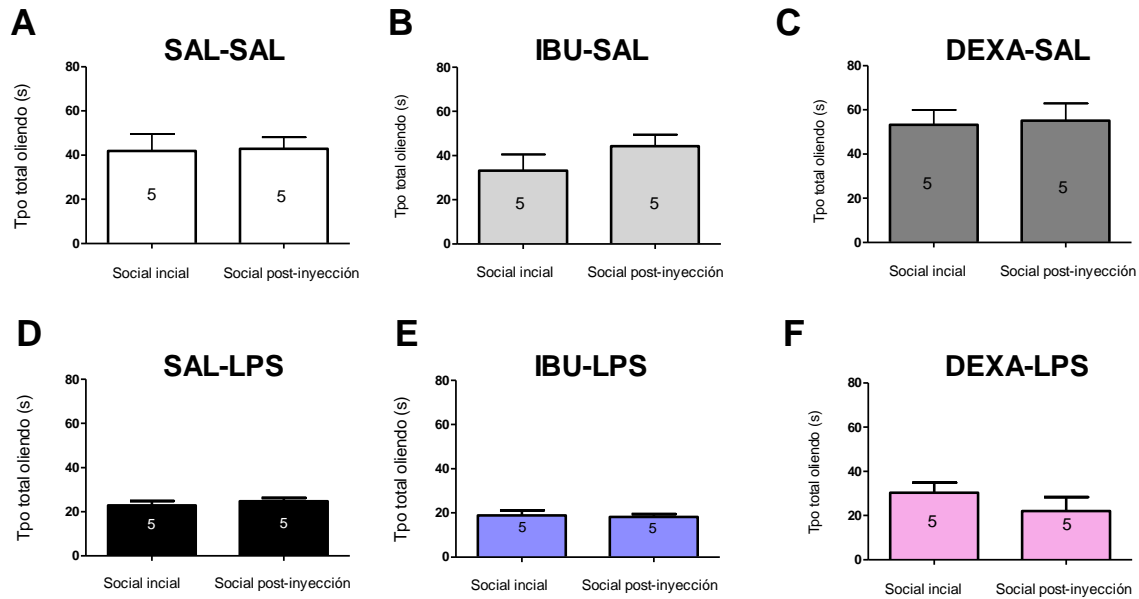 A
SAL-SAL
Tpo total oliendo (s)
80
60
40
20
0
5
5
Social incial
Social post-inyección
B
IBU-SAL
Tpo total oliendo (s)
80
60
40
20
0
5
5
Social incial
Social post-inyección
C
DEXA-SAL
Tpo total oliendo (s)
80
60
40
20
0
5
5
Social incial
Social post-inyección
D
SAL-LPS
Tpo total oliendo (s)
80
60
40
20
0
5
5
Social incial
Social post-inyección
E
IBU-LPS
Tpo total oliendo (s)
80
60
40
20
0
5
5
Social incial
Social post-inyección
F
DEXA-LPS
Tpo total oliendo (s)
80
60
40
20
0
5
5
Social incial
Social post-inyección